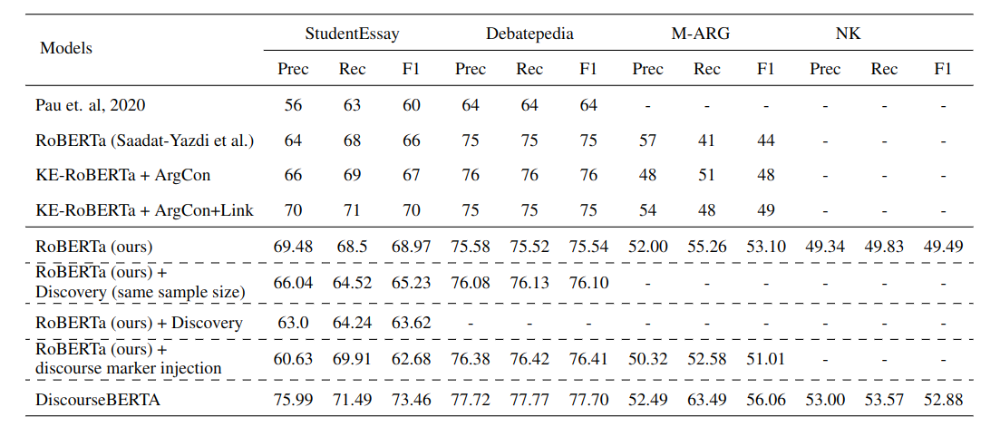 Models StudentEssay Debatepedia M-ARG NK
Prec Rec F1 Prec Rec F1 Prec Rec F1 Prec Rec F1
Pau et. al, 2020 56 63 60 64 64 64 - - - - - -
RoBERTa (Saadat-Yazdi et al.) 64 68 66 75 75 75 57 41 44 - - -
KE-RoBERTa + ArgCon 66 69 67 76 76 76 48 51 48 - - -
KE-RoBERTa + ArgCon+Link 70 71 70 75 75 75 54 48 49 - - -
RoBERTa (ours) 69.48 68.5 68.97 75.58 75.52 75.54 52.00 55.26 53.10 49.34 49.83 49.49
RoBERTa (ours) +
Discovery (same sample size) 66.04 64.52 65.23 76.08 76.13 76.10 - - - - - -
RoBERTa (ours) + Discovery 63.0 64.24 63.62 - - - - - - - - -
RoBERTa (ours) +
discourse marker injection 60.63 69.91 62.68 76.38 76.42 76.41 50.32 52.58 51.01 - - -
DiscourseBERTA 75.99 71.49 73.46 77.72 77.77 77.70 52.49 63.49 56.06 53.00 53.57 52.88